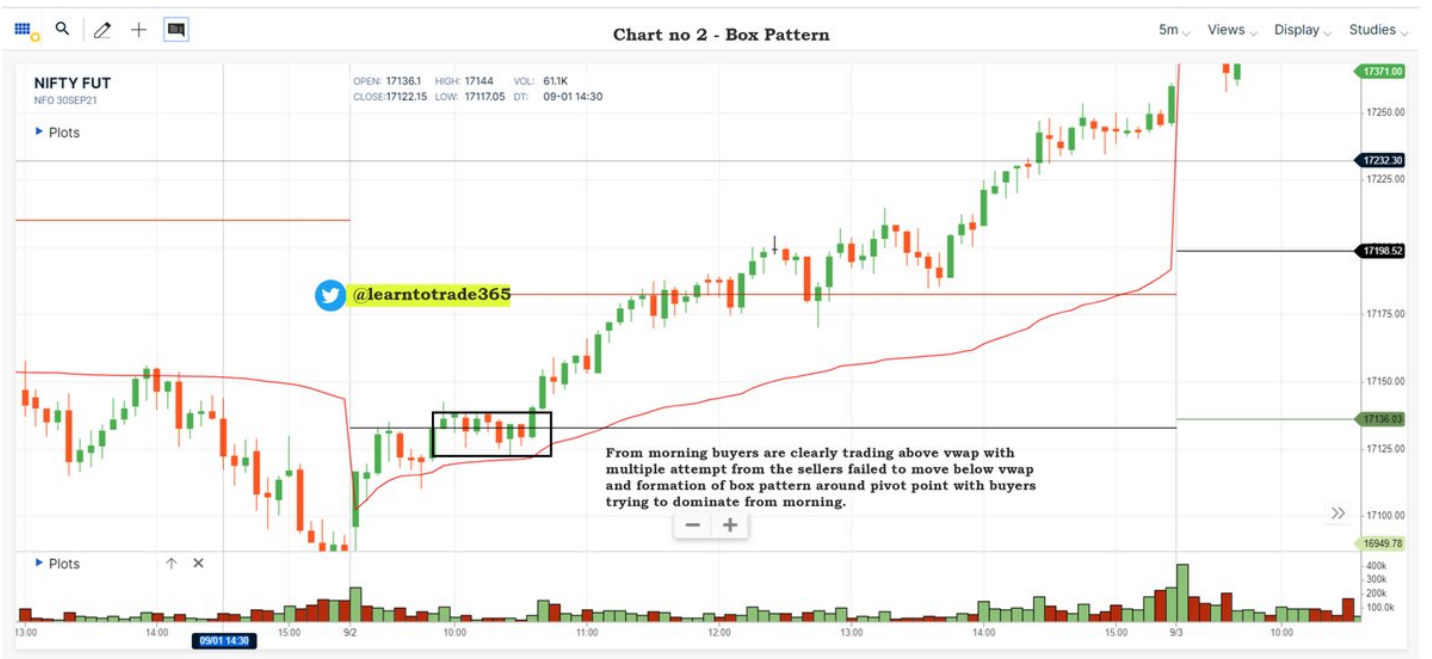 Chart no 2 - Box Pattern
5m Views Display Studies
NIFTY FUT
NFO 30SEP21
OPEN: 17136.1 HIGH: 17144 VOL: 61.1K
CLOSE:17122.15 LOW: 17117.05 DT: 09-01 14:30
Plots
17371.00
17250.00
17232.30
17225.00
17198.52
@learntotrade365
17175.00
17150.00
17136.03
17125.00
From morning buyers are clearly trading above vwap with
multiple attempt from the sellers failed to move below vwap
and formation of box pattern around pivot point with buyers
trying to dominate from morning.
17100.00
16949.78
Plots
400k
300k
200k
100.0k
13:00 14:00 15:00 9/2 10:00 11:00 12:00 13:00 14:00 15:00 9/3 10:00
09/01 14:30